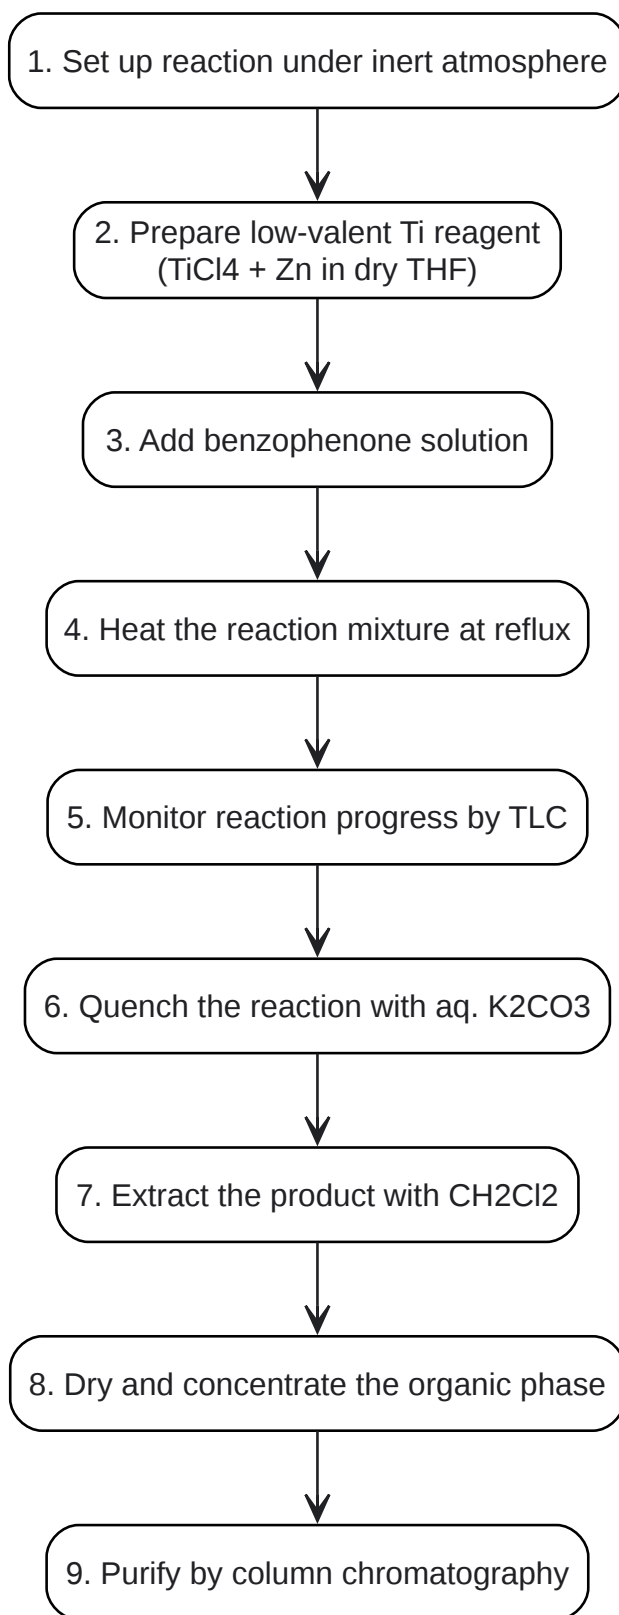 1. Set up reaction under inert atmosphere
2. Prepare low-valent Ti reagent
(TiCl4 + Zn in dry THF)
3. Add benzophenone solution
4. Heat the reaction mixture at reflux
5. Monitor reaction progress by TLC
6. Quench the reaction with aq. K2CO3
7. Extract the product with CH2Cl2
8. Dry and concentrate the organic phase
9. Purify by column chromatography